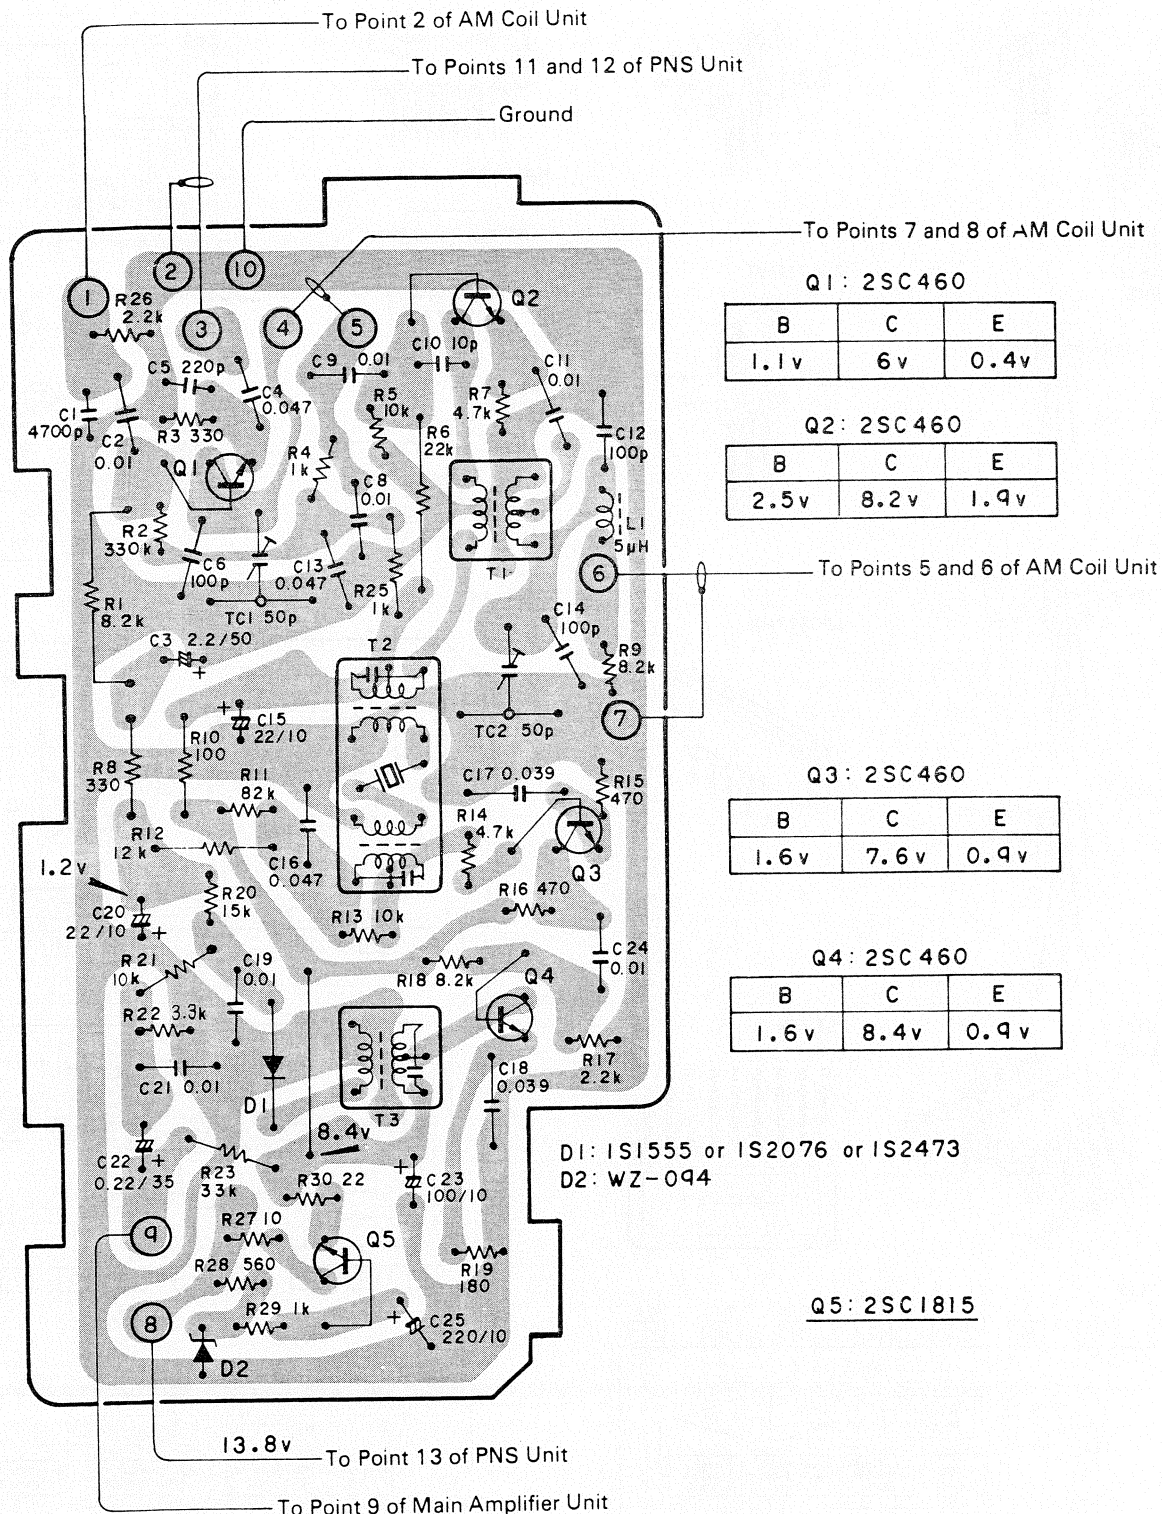 To Point 2 of AM Coil Unit
To Points 11 and 12 of PNS Unit
Ground
To Points 7 and 8 of AM Coil Unit
1
2
10
3
4
5
R26
2.2k
Q2
Q1: 2SC460
B C E
1.1v 6v 0.4v
C5 220p
C9 0.01
C10 10p
C11
0.01
C4
0.047
R5
10k
R7
4.7k
C1
4700p
C2
0.01
R3 330
R4
1k
R6
22k
C12
100p
Q2: 2SC460
B C E
2.5v 8.2v 1.9v
Q1
C8
0.01
R2
330k
L1
5μH
T1
6
To Points 5 and 6 of AM Coil Unit
C6
100p
C13
0.047
R25
1k
R1
8.2k
TC1 50p
C14
100p
C3 2.2/50
+
T2
R9
8.2k
7
TC2 50p
+
C15
22/10
R10
100
R8
330
R11
82k
C17 0.039
R15
470
Q3: 2SC460
B C E
1.6v 7.6v 0.9v
R14
4.7k
R12
12k
C16
0.047
Q3
1.2v
R20
15k
R16 470
C20
22/10
+
R13 10k
R21
10k
C19
0.01
R18 8.2k
Q4
C24
0.01
Q4: 2SC460
B C E
1.6v 8.4v 0.9v
R22 3.3k
R17
2.2k
C21 0.01
C18
0.039
D1
T3
8.4v
D1: 1S1555 or 1S2076 or 1S2473
D2: WZ-094
C22
0.22/35
+
R23
33k
R30 22
+
C23
100/10
9
R27 10
Q5
R28 560
R19
180
8
R29 1k
+
C25
220/10
Q5: 2SC1815
D2
13.8v
To Point 13 of PNS Unit
To Point 9 of Main Amplifier Unit